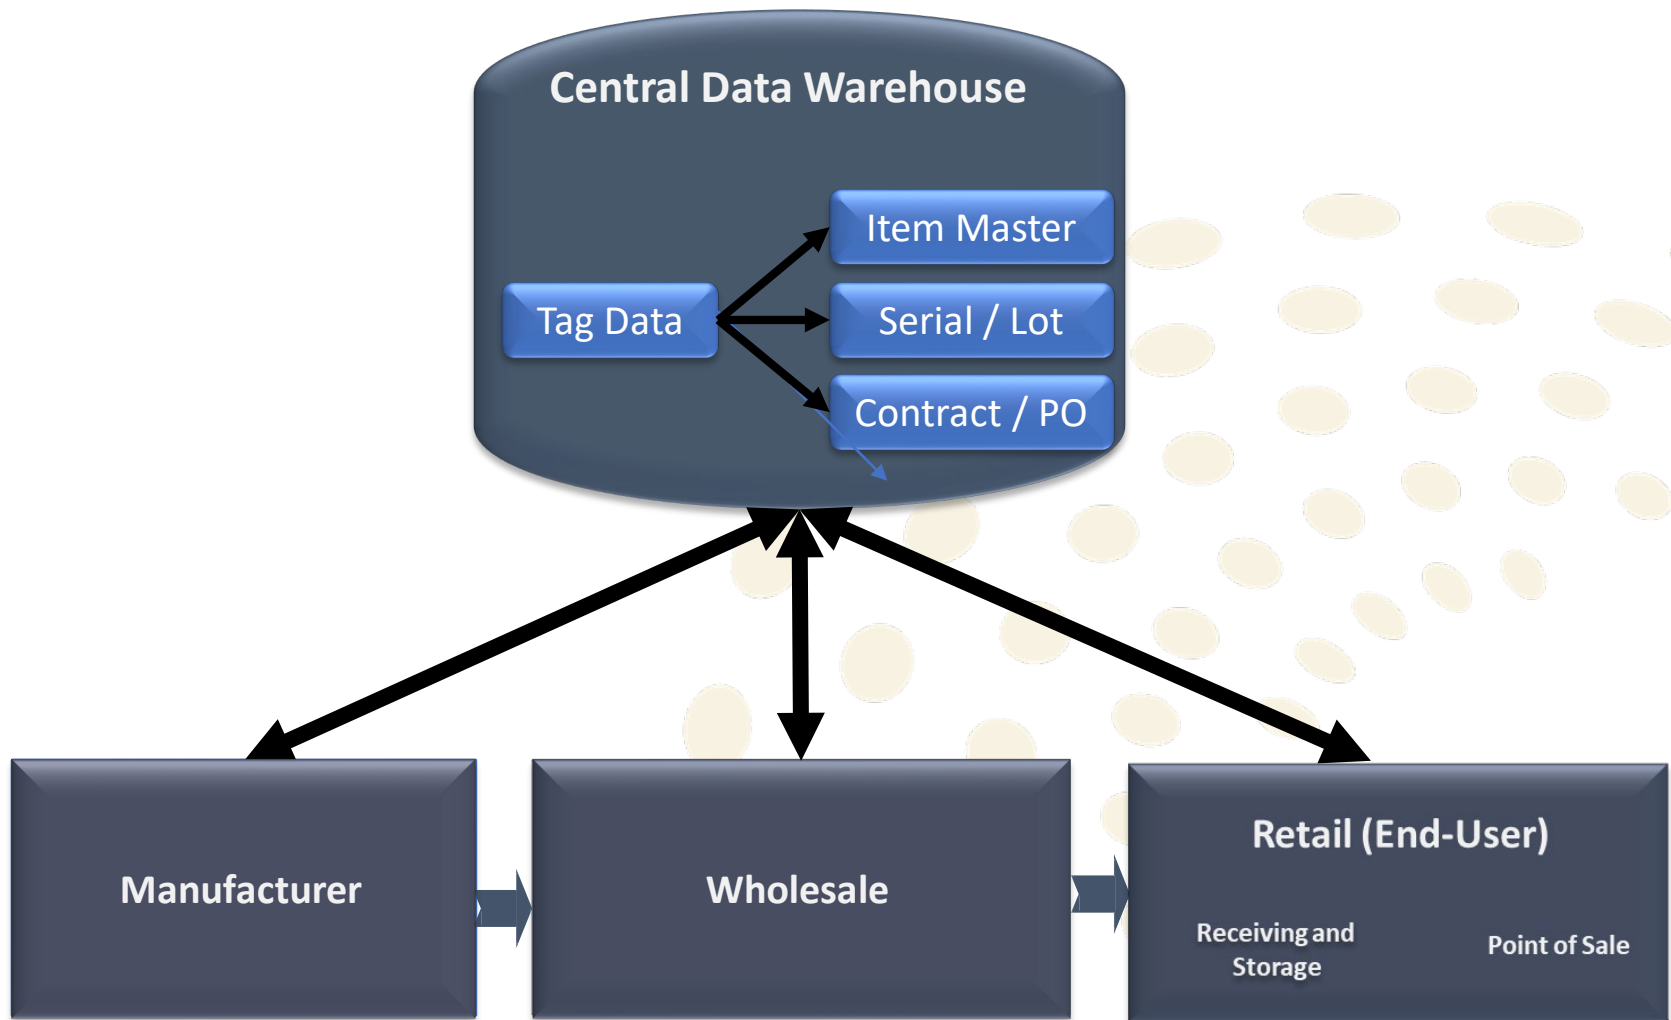 Central Data Warehouse
Item Master
Tag Data
Serial / Lot
Contract / PO
Manufacturer
Wholesale
Retail (End-User)
Receiving and
Storage
Point of Sale